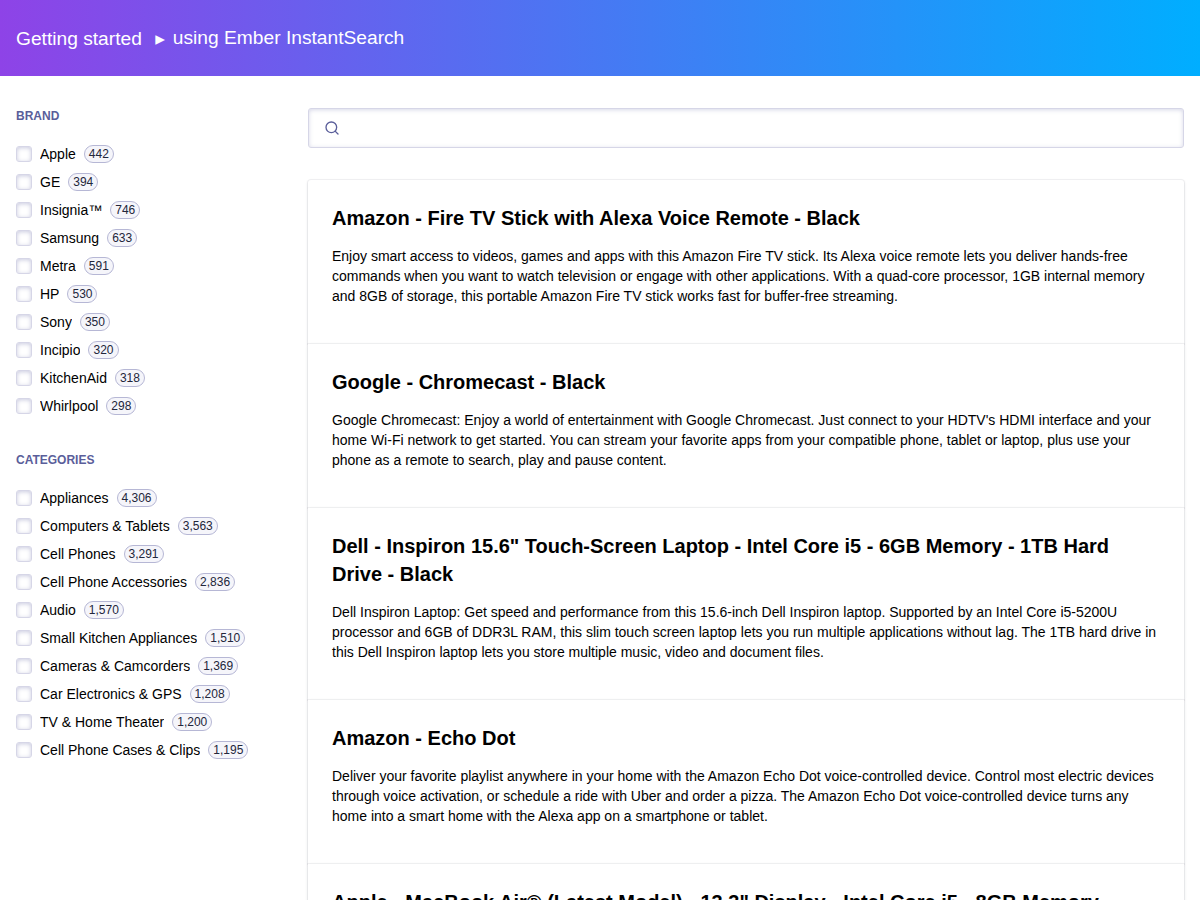 Getting started ▸ using Ember InstantSearch
BRAND
Apple 442
GE 394
Insignia™ 746
Samsung 633
Metra 591
HP 530
Sony 350
Incipio 320
KitchenAid 318
Whirlpool 298
CATEGORIES
Appliances 4,306
Computers & Tablets 3,563
Cell Phones 3,291
Cell Phone Accessories 2,836
Audio 1,570
Small Kitchen Appliances 1,510
Cameras & Camcorders 1,369
Car Electronics & GPS 1,208
TV & Home Theater 1,200
Cell Phone Cases & Clips 1,195
Amazon - Fire TV Stick with Alexa Voice Remote - Black
Enjoy smart access to videos, games and apps with this Amazon Fire TV stick. Its Alexa voice remote lets you deliver hands-free
commands when you want to watch television or engage with other applications. With a quad-core processor, 1GB internal memory
and 8GB of storage, this portable Amazon Fire TV stick works fast for buffer-free streaming.
Google - Chromecast - Black
Google Chromecast: Enjoy a world of entertainment with Google Chromecast. Just connect to your HDTV's HDMI interface and your
home Wi-Fi network to get started. You can stream your favorite apps from your compatible phone, tablet or laptop, plus use your
phone as a remote to search, play and pause content.
Dell - Inspiron 15.6" Touch-Screen Laptop - Intel Core i5 - 6GB Memory - 1TB Hard
Drive - Black
Dell Inspiron Laptop: Get speed and performance from this 15.6-inch Dell Inspiron laptop. Supported by an Intel Core i5-5200U
processor and 6GB of DDR3L RAM, this slim touch screen laptop lets you run multiple applications without lag. The 1TB hard drive in
this Dell Inspiron laptop lets you store multiple music, video and document files.
Amazon - Echo Dot
Deliver your favorite playlist anywhere in your home with the Amazon Echo Dot voice-controlled device. Control most electric devices
through voice activation, or schedule a ride with Uber and order a pizza. The Amazon Echo Dot voice-controlled device turns any
home into a smart home with the Alexa app on a smartphone or tablet.
Apple - MacBook Air® (Latest Model) - 13.3" Display - Intel Core i5 - 8GB Memory